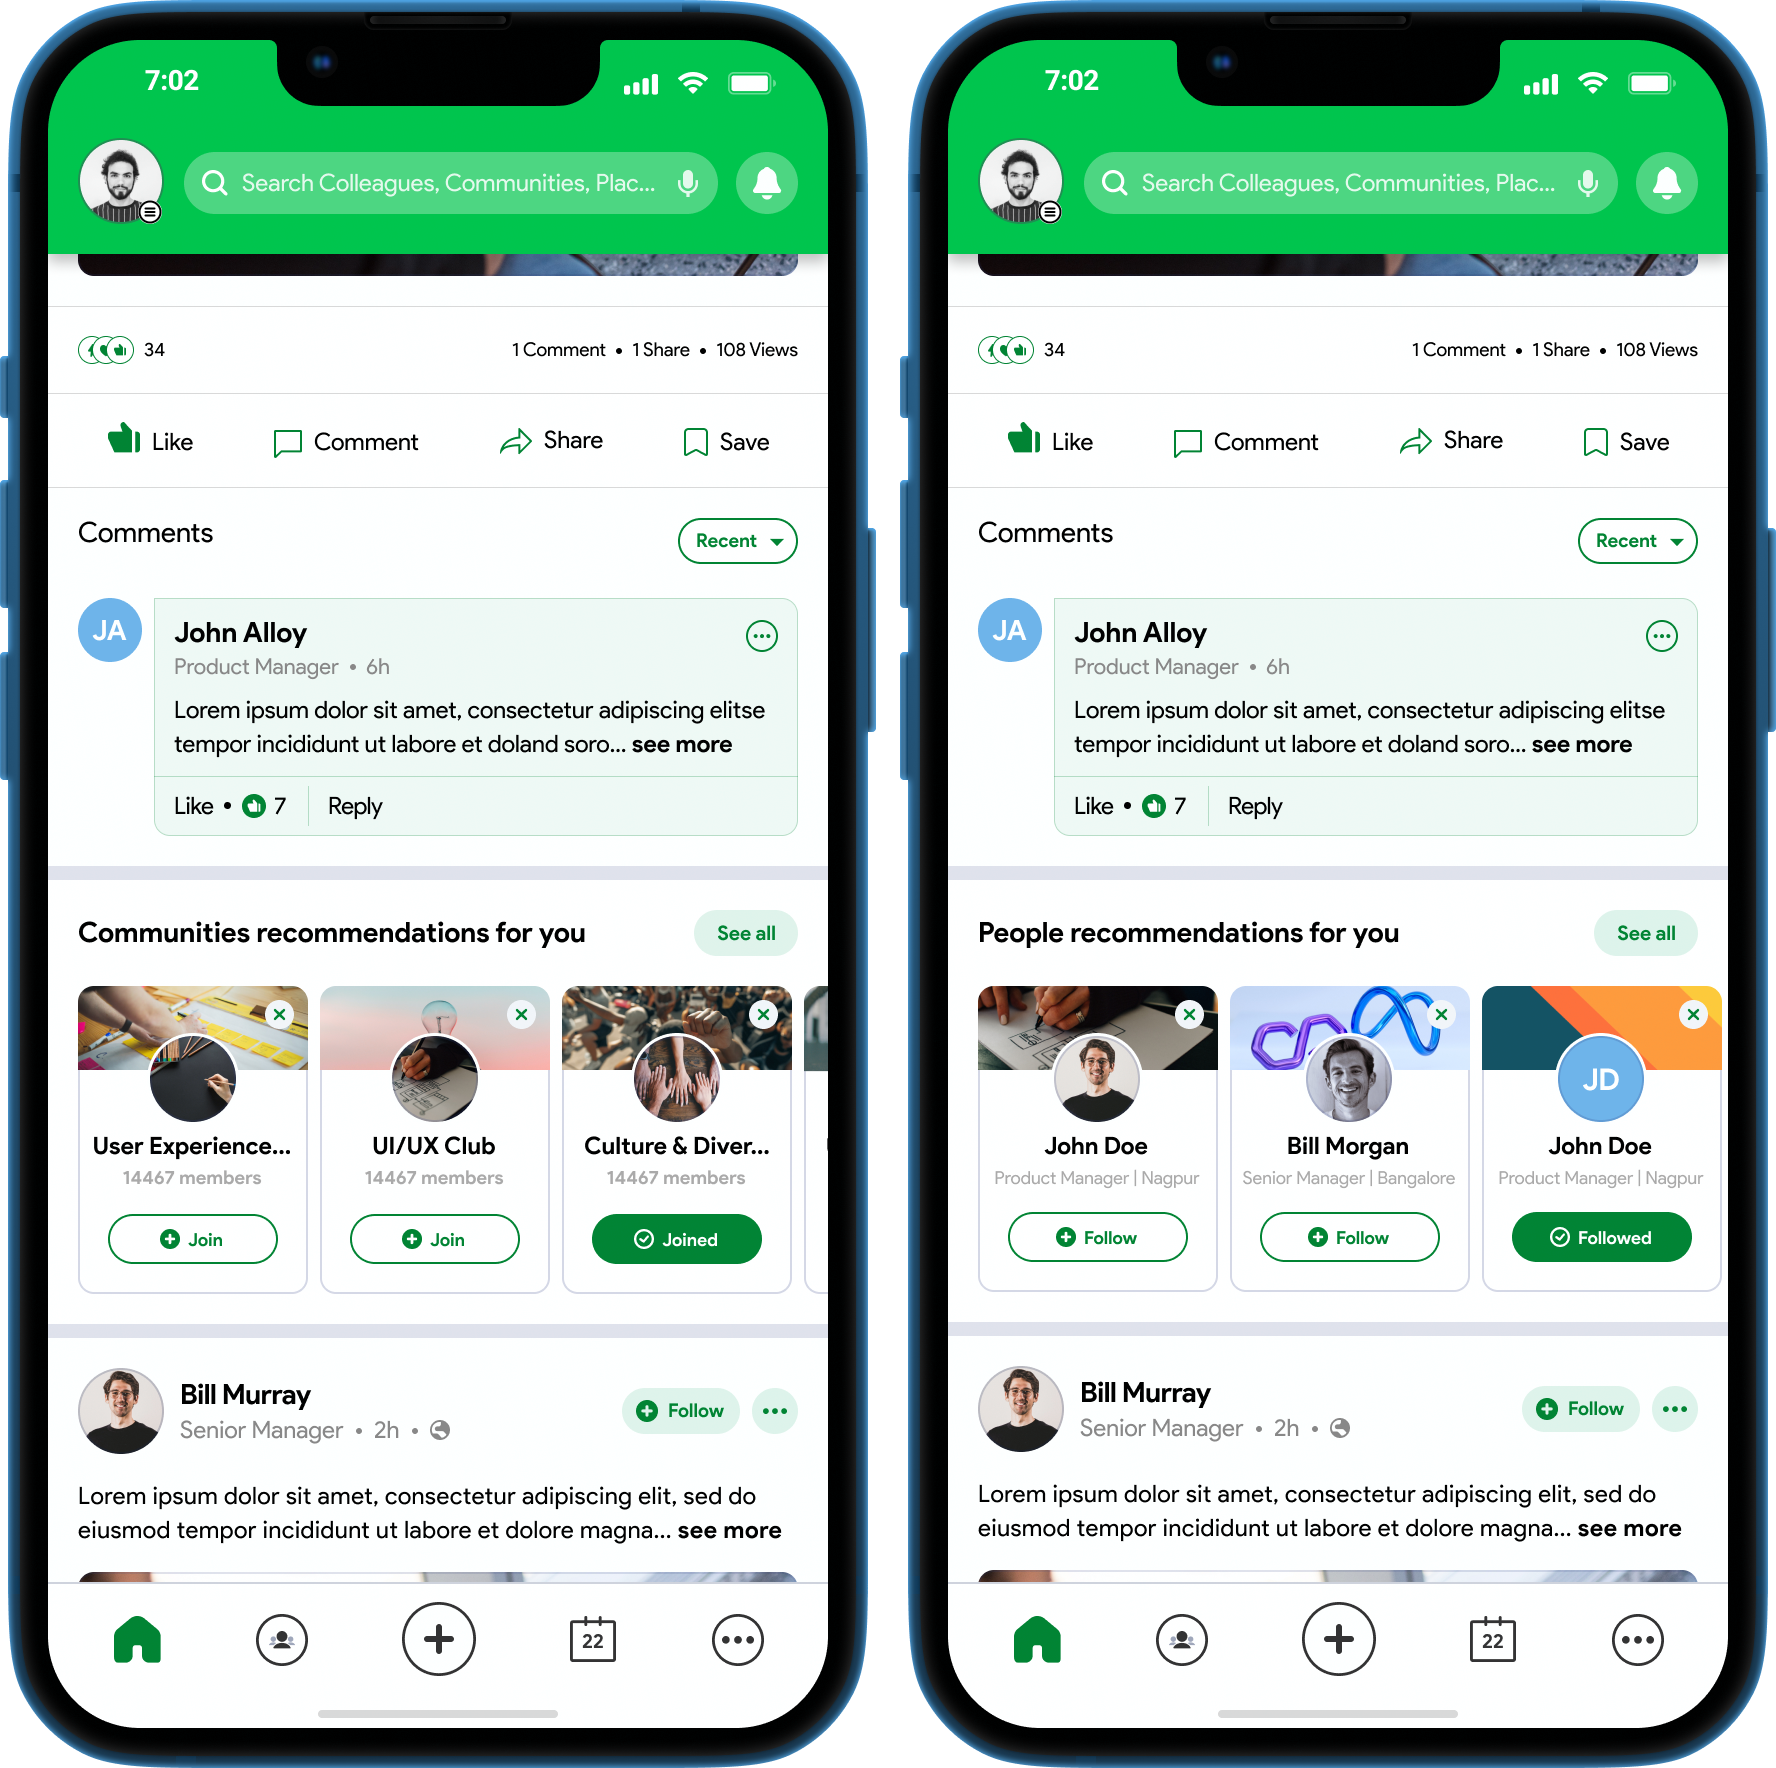 7:02
Search Colleagues, Communities, Plac...
34
1 Comment • 1 Share • 108 Views
Like
Comment
Share
Save
Comments
Recent
JA
John Alloy
Product Manager • 6h
Lorem ipsum dolor sit amet, consectetur adipiscing elitse
tempor incididunt ut labore et doland soro... see more
Like • 7
Reply
Communities recommendations for you
See all
User Experience...
14467 members
Join
UI/UX Club
14467 members
Join
Culture & Diver...
14467 members
Joined
Bill Murray
Senior Manager • 2h •
Follow
Lorem ipsum dolor sit amet, consectetur adipiscing elit, sed do
eiusmod tempor incididunt ut labore et dolore magna... see more
22
7:02
Search Colleagues, Communities, Plac...
34
1 Comment • 1 Share • 108 Views
Like
Comment
Share
Save
Comments
Recent
JA
John Alloy
Product Manager • 6h
Lorem ipsum dolor sit amet, consectetur adipiscing elitse
tempor incididunt ut labore et doland soro... see more
Like • 7
Reply
People recommendations for you
See all
John Doe
Product Manager | Nagpur
Follow
Bill Morgan
Senior Manager | Bangalore
Follow
JD
John Doe
Product Manager | Nagpur
Followed
Bill Murray
Senior Manager • 2h •
Follow
Lorem ipsum dolor sit amet, consectetur adipiscing elit, sed do
eiusmod tempor incididunt ut labore et dolore magna... see more
22